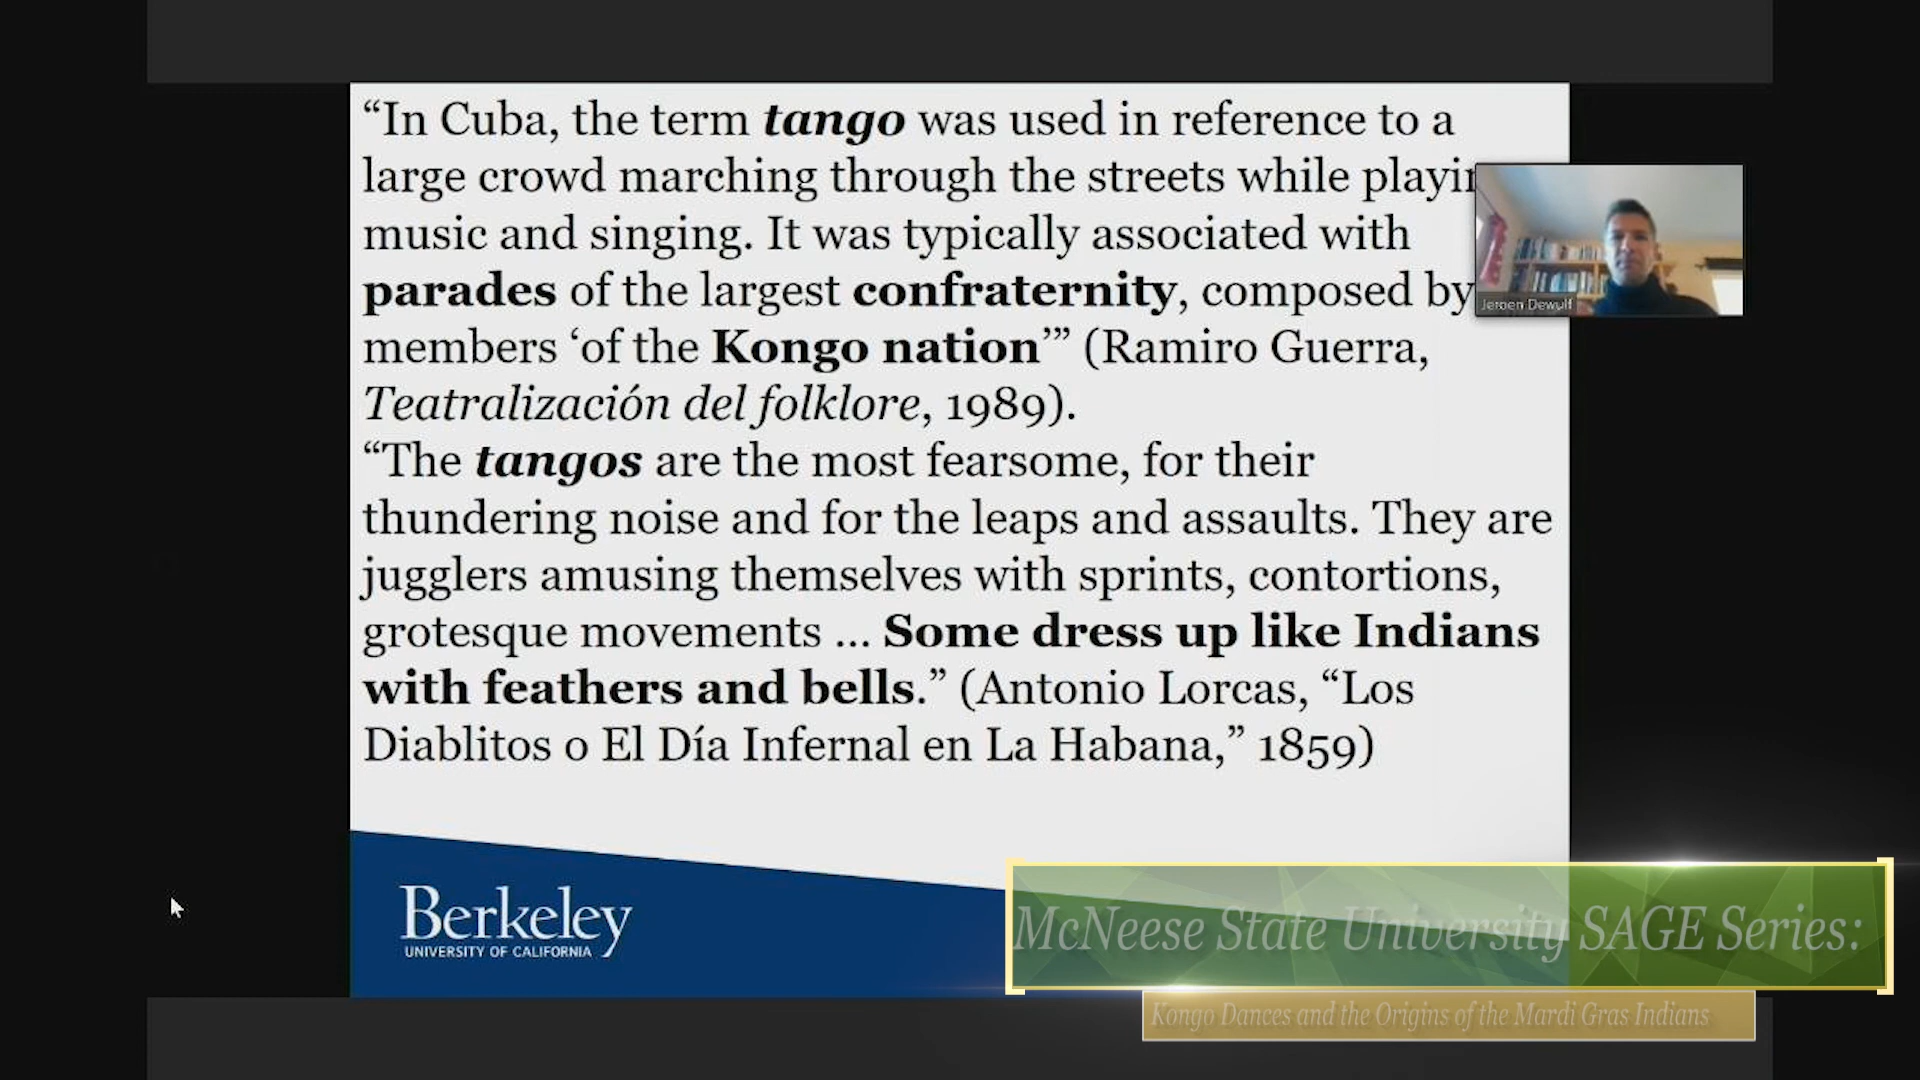 “In Cuba, the term tango was used in reference to a
large crowd marching through the streets while
music and singing. It was typically associated with
parades of the largest confraternity, composed by
members ‘of the Kongo nation’” (Ramiro Guerra,
Teatralización del folklore, 1989).
“The tangos are the most fearsome, for their
thundering noise and for the leaps and assaults. They are
jugglers amusing themselves with sprints, contortions,
grotesque movements ... Some dress up like Indians
with feathers and bells.” (Antonio Lorcas, “Los
Diablitos o El Día Infernal en La Habana,” 1859)
Jeroen Dewulf
Berkeley
UNIVERSITY OF CALIFORNIA
McNeese State University SAGE Series:
Kongo Dances and the Origins of the Mardi Gras Indians